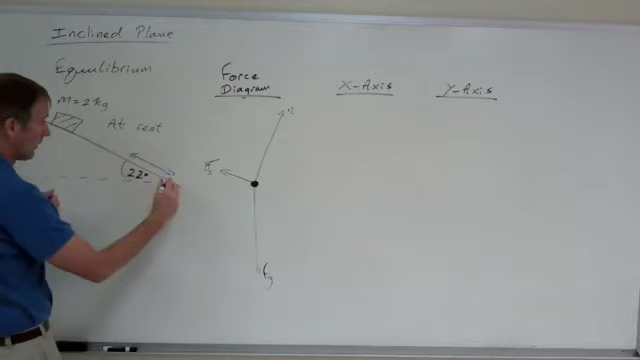 Inclined Plane
Equilibrium
m = 2 kg
At rest
22°
Force
Diagram
n
Fs
Fg
X-Axis
Y-Axis